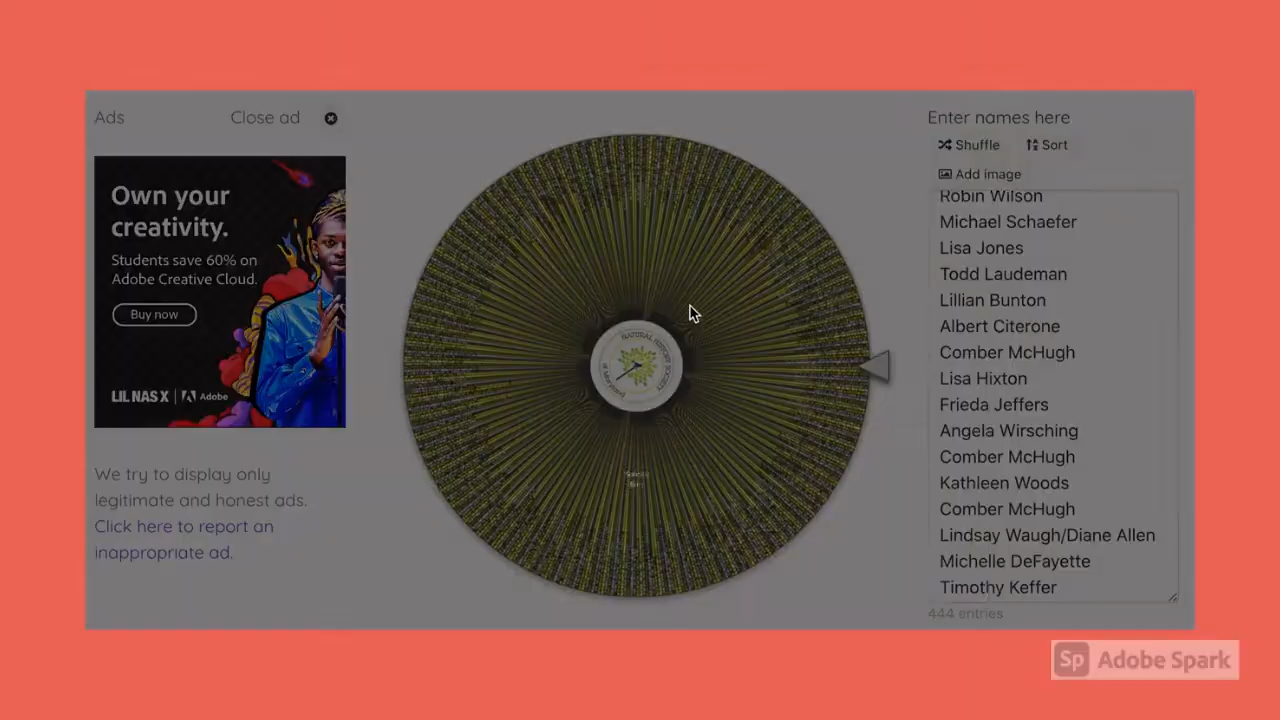 Ads
Close ad
Own your
creativity.
Students save 60% on
Adobe Creative Cloud.
Buy now
LIL NAS X | Adobe
We try to display only
legitimate and honest ads.
Click here to report an
inappropriate ad.
NATURAL HISTORY SOCIETY
Enter names here
Shuffle
Sort
Add image
Robin Wilson
Michael Schaefer
Lisa Jones
Todd Laudeman
Lillian Bunton
Albert Citerone
Comber McHugh
Lisa Hixton
Frieda Jeffers
Angela Wirsching
Comber McHugh
Kathleen Woods
Comber McHugh
Lindsay Waugh/Diane Allen
Michelle DeFayette
Timothy Keffer
444 entries
Sp Adobe Spark